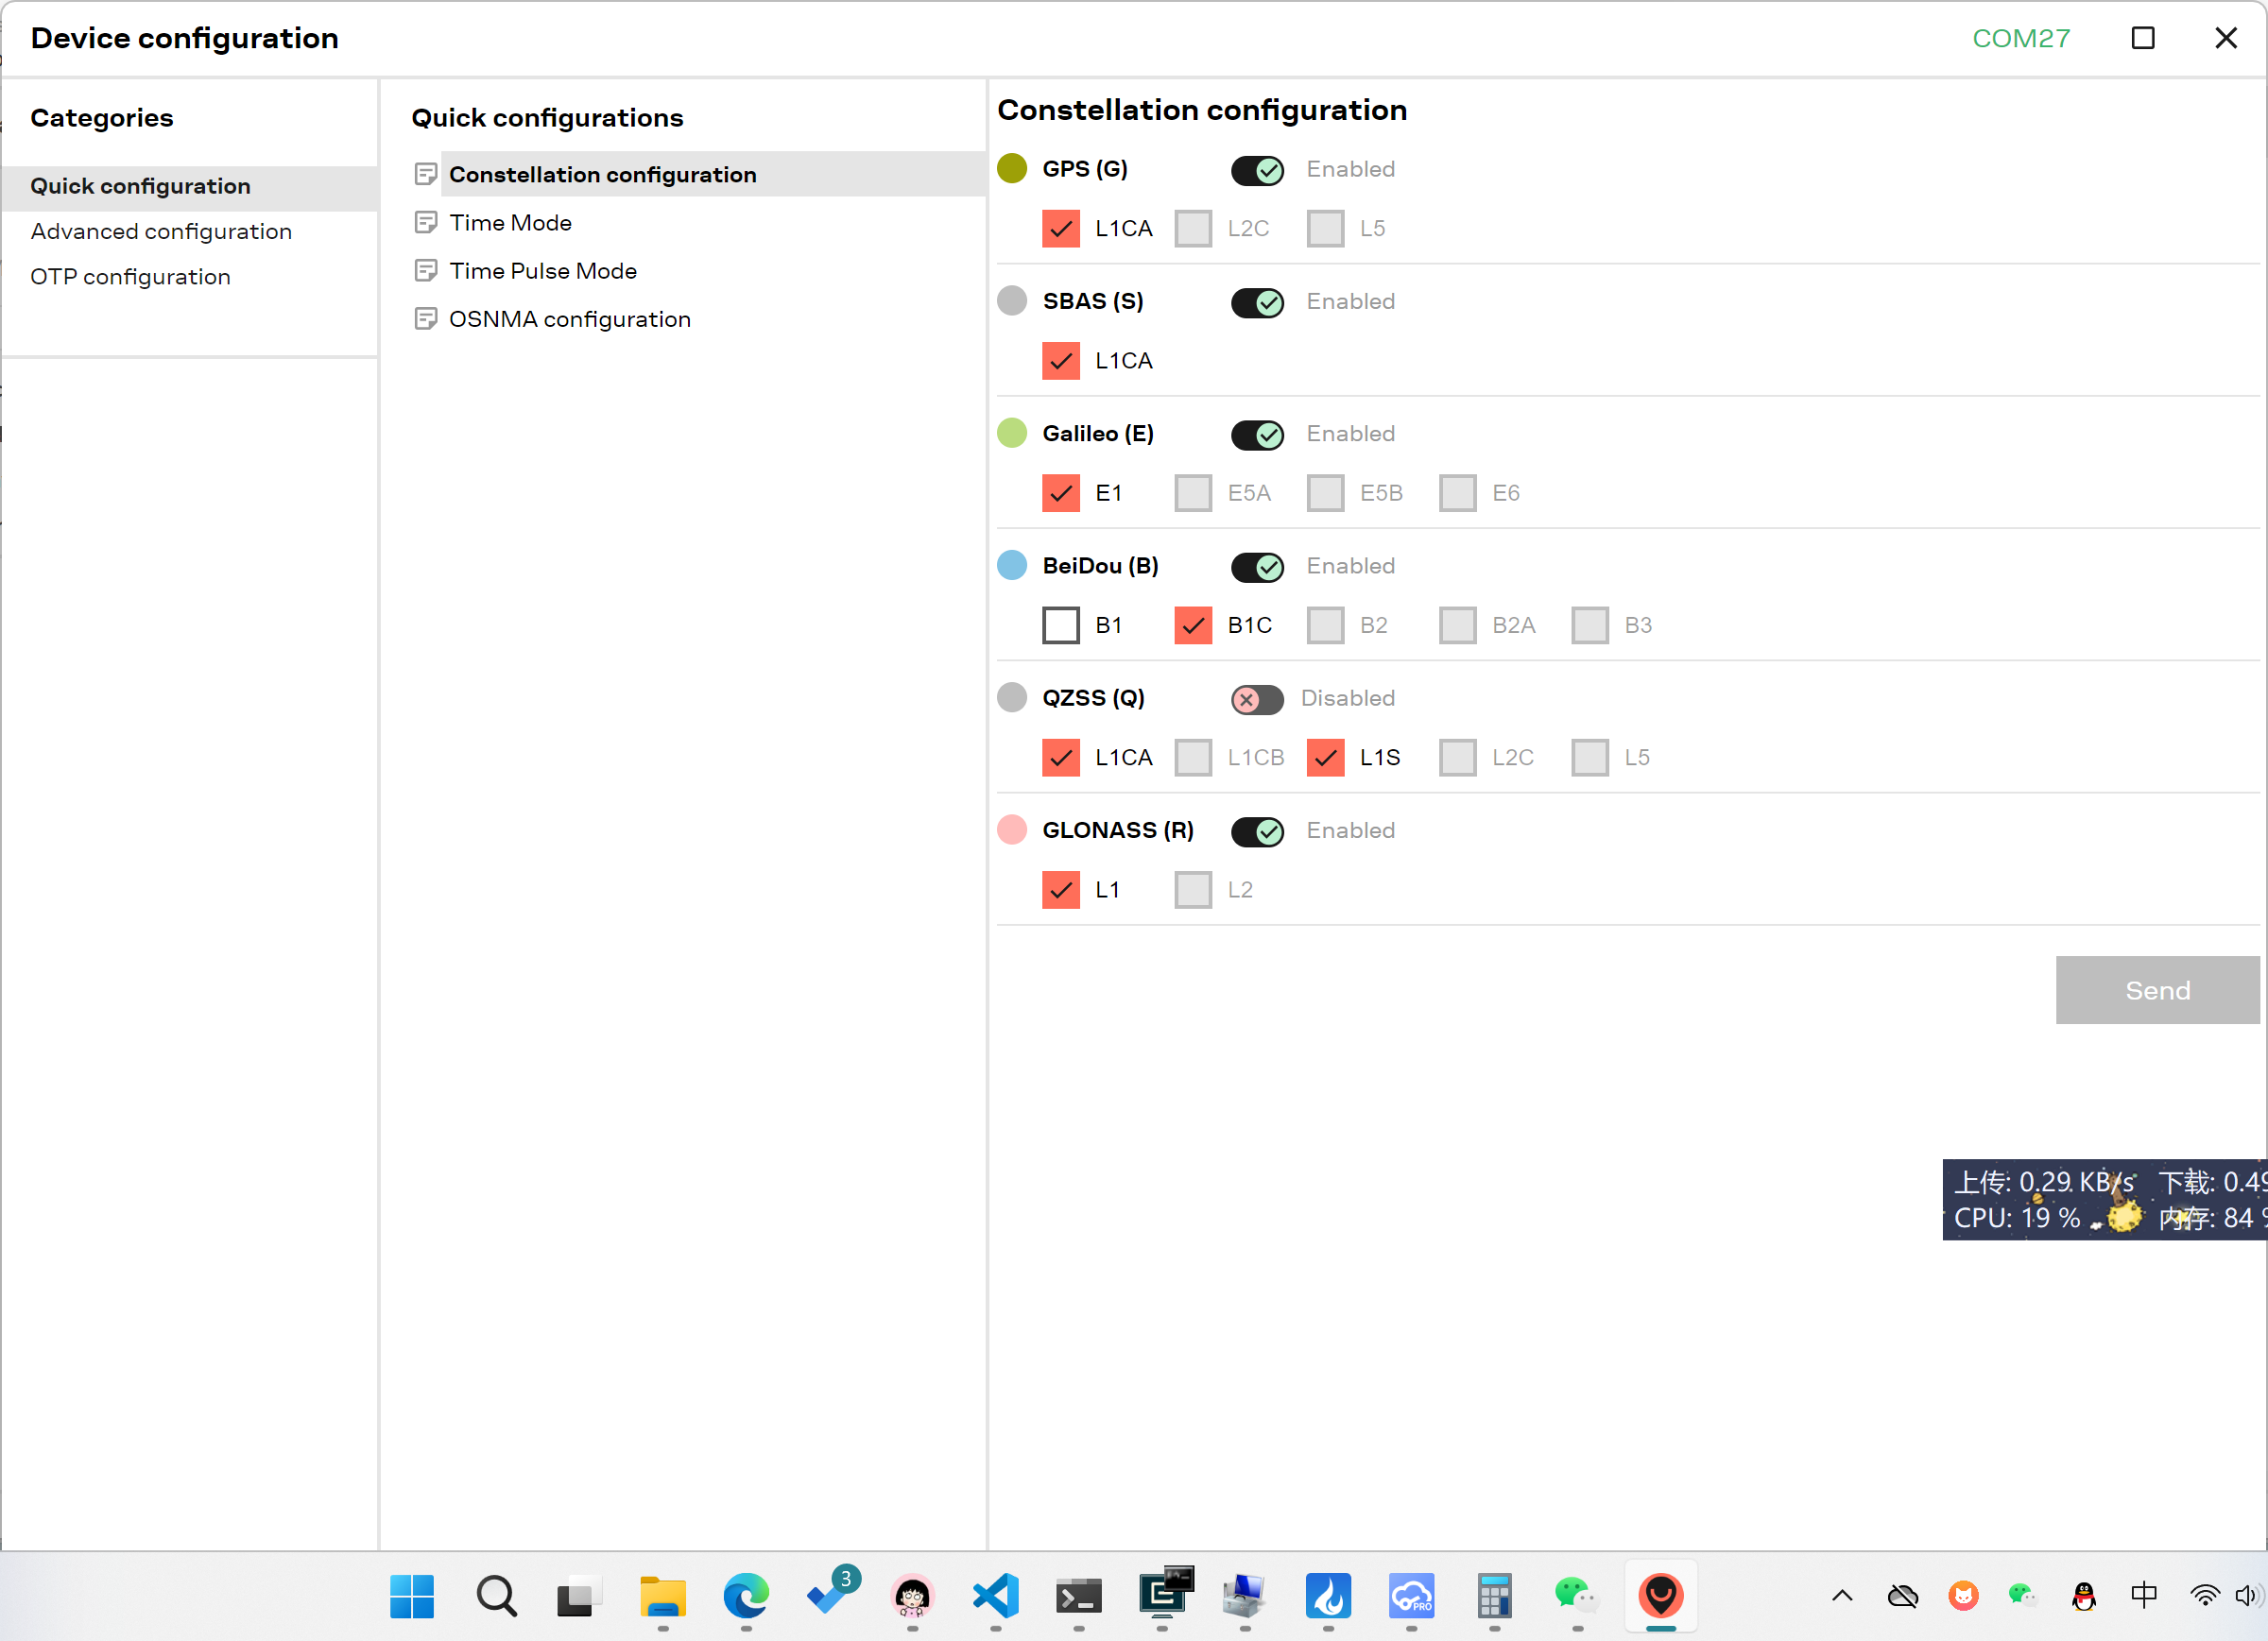 Device configuration
COM27
Categories
Quick configuration
Advanced configuration
OTP configuration
Quick configurations
Constellation configuration
Time Mode
Time Pulse Mode
OSNMA configuration
Constellation configuration
GPS (G) Enabled
L1CA L2C L5
SBAS (S) Enabled
L1CA
Galileo (E) Enabled
E1 E5A E5B E6
BeiDou (B) Enabled
B1 B1C B2 B2A B3
QZSS (Q) Disabled
L1CA L1CB L1S L2C L5
GLONASS (R) Enabled
L1 L2
Send
上传: 0.29 KB/s 下载: 0.49
CPU: 19 % 内存: 84 %
3
PRO
中